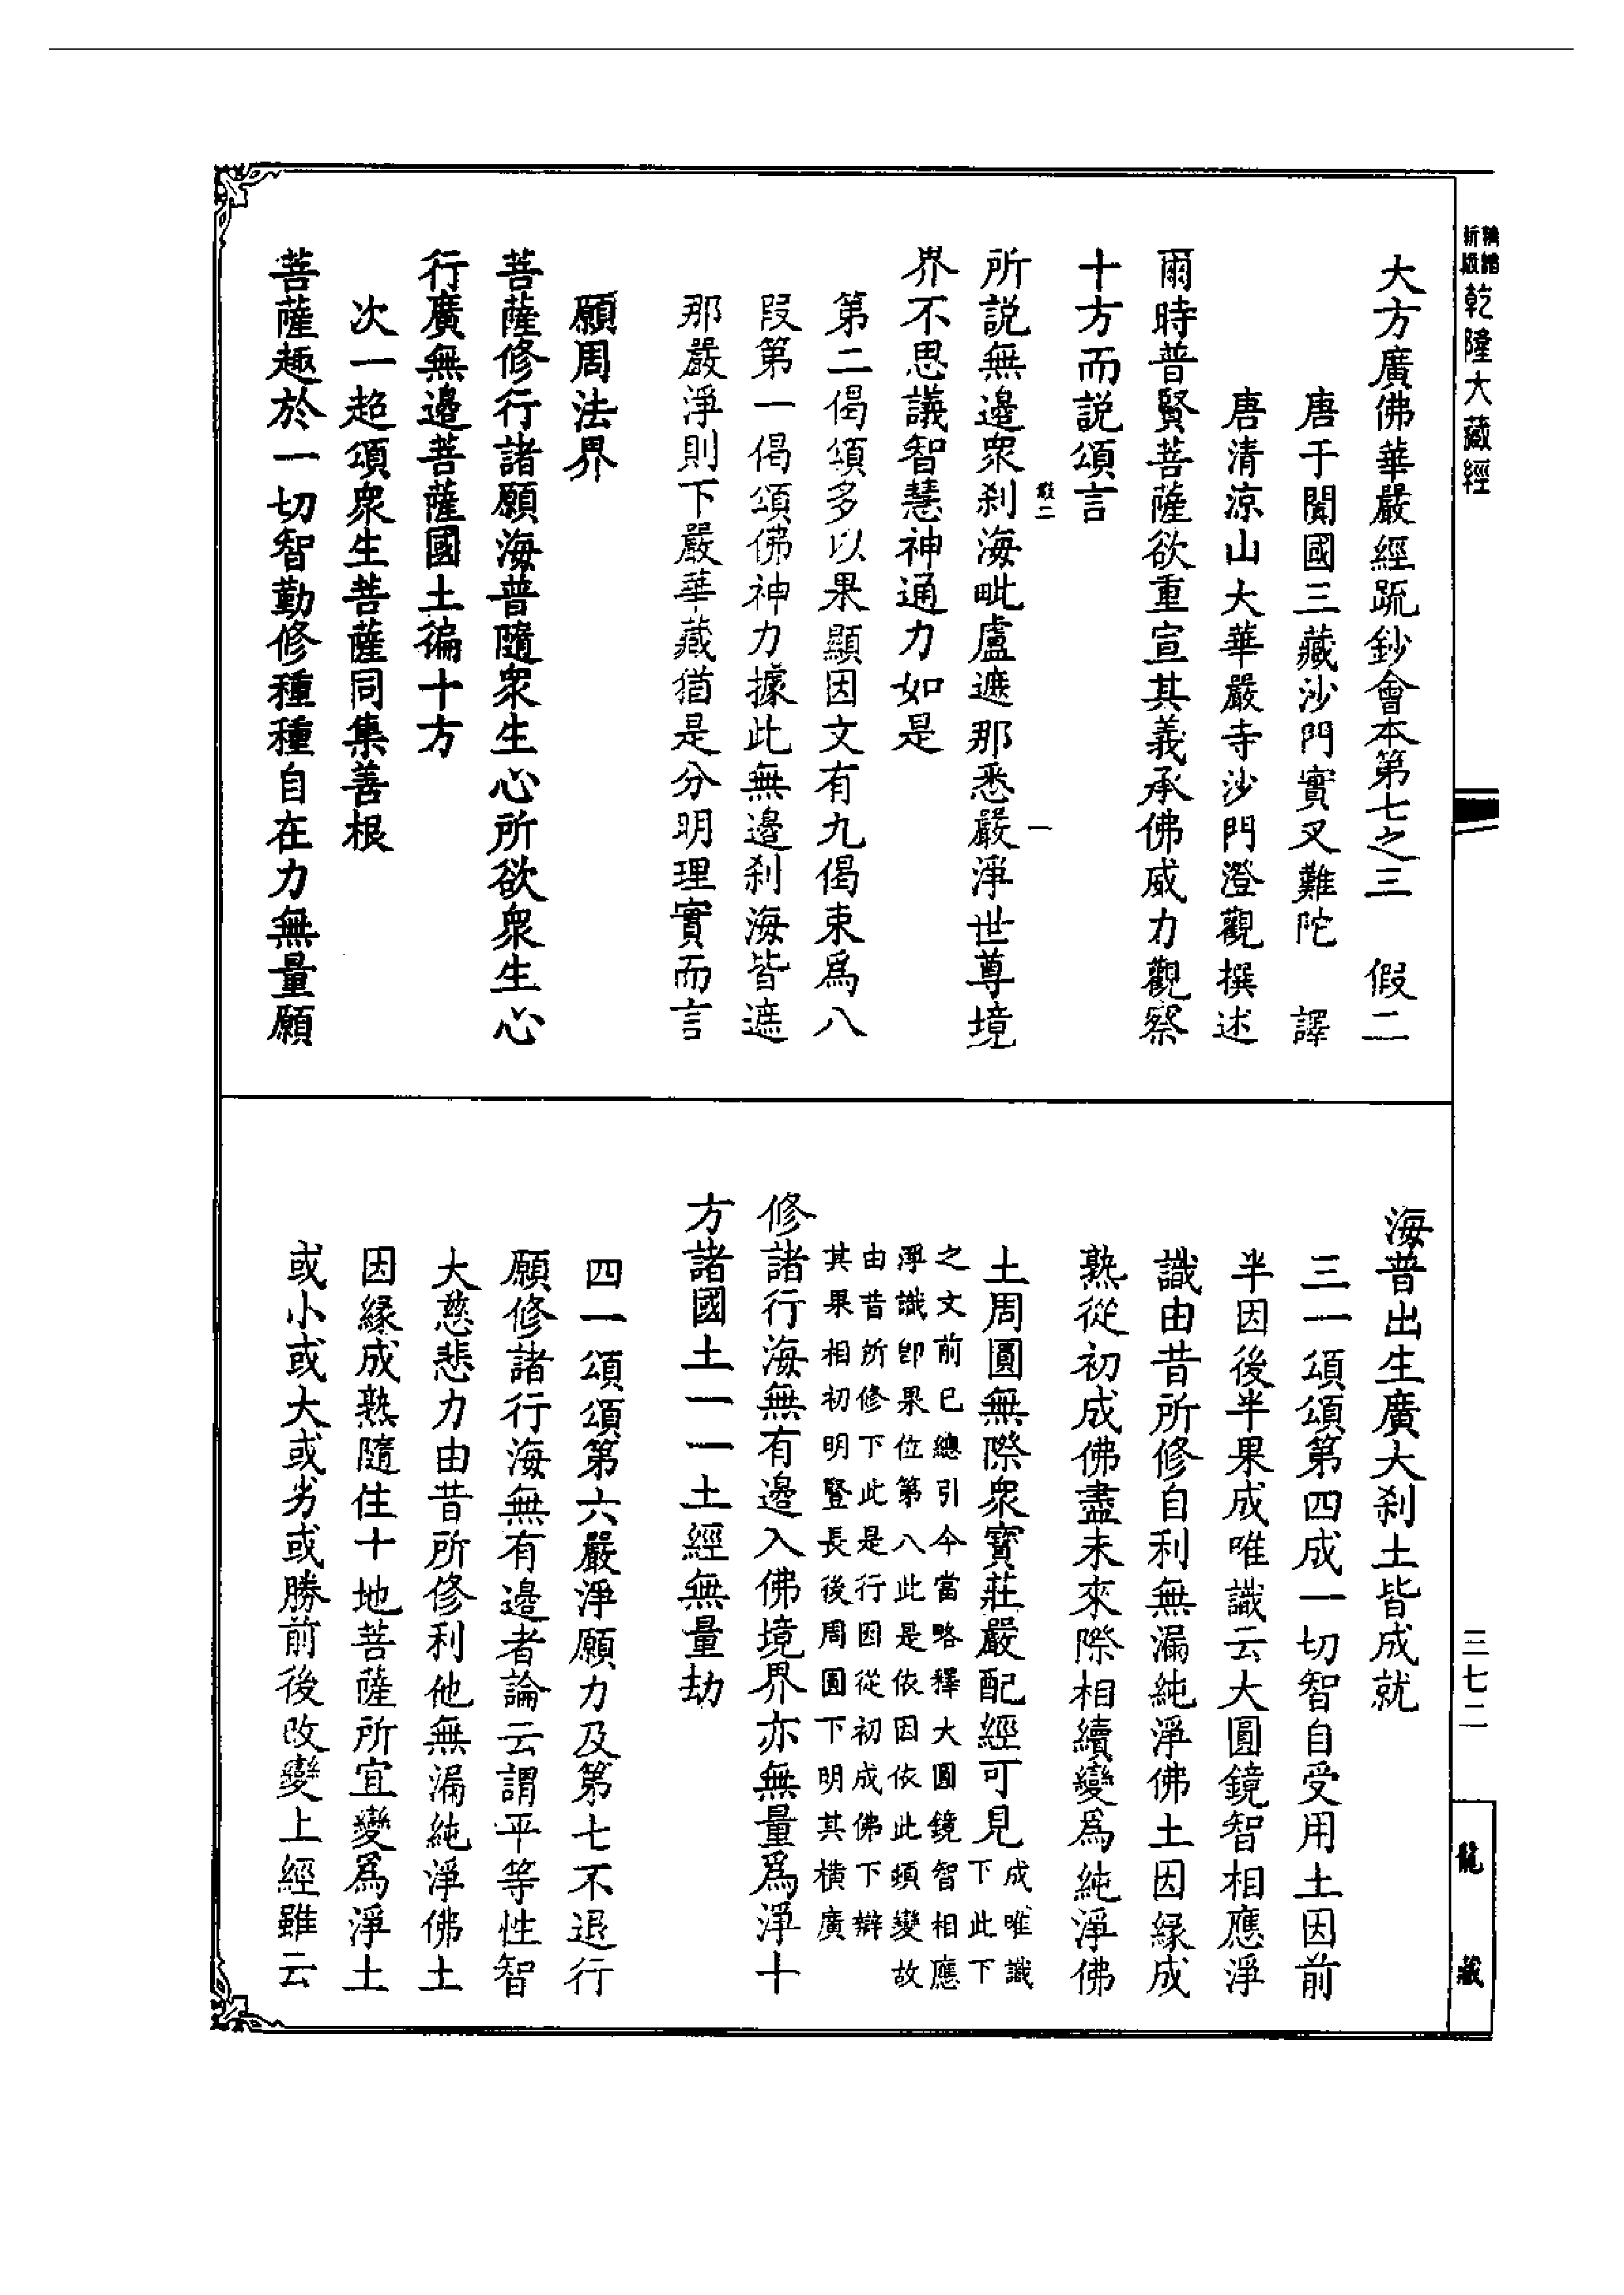 乾隆大藏經
大方廣佛華嚴經疏鈔會本第七之三 假二
唐于闐國三藏沙門實叉難陀 譯
唐清涼山大華嚴寺沙門澄觀撰述
爾時普賢菩薩欲重宣其義承佛威力觀察
十方而說頌言
假二 一
所說無邊衆刹海毗盧遮那悉嚴淨世尊境
界不思議智慧神通力如是
第二偈頌多以果顯因文有九偈束爲八
段第一偈頌佛神力據此無邊刹海皆遮
那嚴淨則下嚴華藏猶是分明理實而言
願周法界
菩薩修行諸願海普隨衆生心所欲衆生心
行廣無邊菩薩國土徧十方
次一超頌衆生菩薩同集善根
菩薩趣於一切智勤修種種自在力無量願
海普出生廣大刹土皆成就
三一頌頌第四成一切智自受用土因前
半因後半果成唯識云大圓鏡智相應淨
識由昔所修自利無漏純淨佛土因緣成
熟從初成佛盡未來際相續變爲純淨佛
土周圓無際衆寶莊嚴配經可見
成唯識
下此下
之文前已總引今當略釋大圓鏡智相應
淨識卽果位第八此是依因依此頭變故
由昔所修下此是行因從初成佛下辯
其果相初明豎長後周圓下明其橫廣
修諸行海無有邊入佛境界亦無量爲淨十
方諸國土一一土經無量劫
四一頌頌第六嚴淨願力及第七不退行
願修諸行海無有邊者論云謂平等性智
大慈悲力由昔所修利他無漏純淨佛土
因緣成熟隨住十地菩薩所宜變爲淨土
或小或大或劣或勝前後改變上經雖云
三七二
龍藏